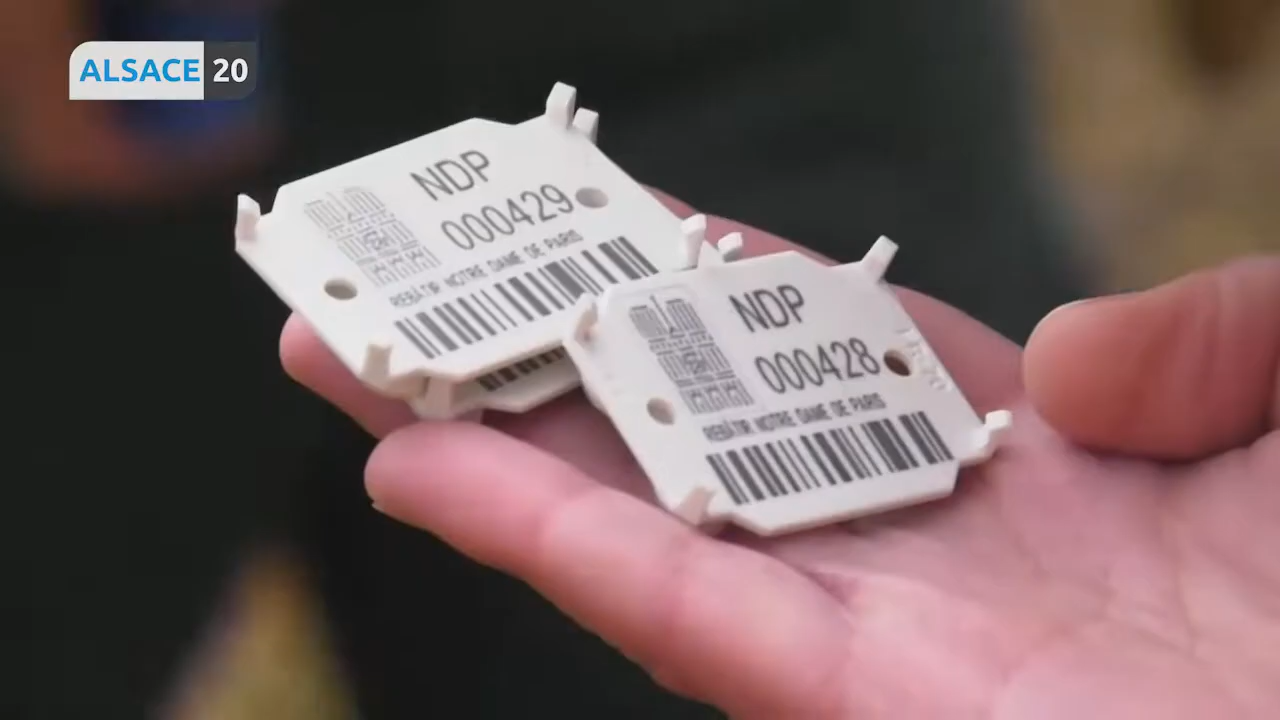 ALSACE 20
NDP
000429
REBÂTIR NOTRE DAME DE PARIS
NDP
000428
REBÂTIR NOTRE DAME DE PARIS